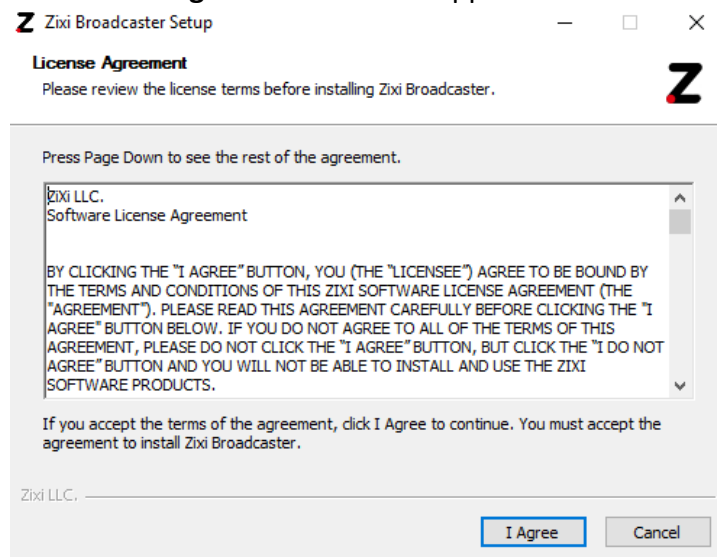 Zixi Broadcaster Setup
License Agreement
Please review the license terms before installing Zixi Broadcaster.
Press Page Down to see the rest of the agreement.
ZiXi LLC.
Software License Agreement
BY CLICKING THE "I AGREE" BUTTON, YOU (THE "LICENSEE") AGREE TO BE BOUND BY
THE TERMS AND CONDITIONS OF THIS ZIXI SOFTWARE LICENSE AGREEMENT (THE
"AGREEMENT"). PLEASE READ THIS AGREEMENT CAREFULLY BEFORE CLICKING THE "I
AGREE" BUTTON BELOW. IF YOU DO NOT AGREE TO ALL OF THE TERMS OF THIS
AGREEMENT, PLEASE DO NOT CLICK THE "I AGREE" BUTTON, BUT CLICK THE "I DO NOT
AGREE" BUTTON AND YOU WILL NOT BE ABLE TO INSTALL AND USE THE ZIXI
SOFTWARE PRODUCTS.
If you accept the terms of the agreement, click I Agree to continue. You must accept the
agreement to install Zixi Broadcaster.
Zixi LLC.
I Agree
Cancel